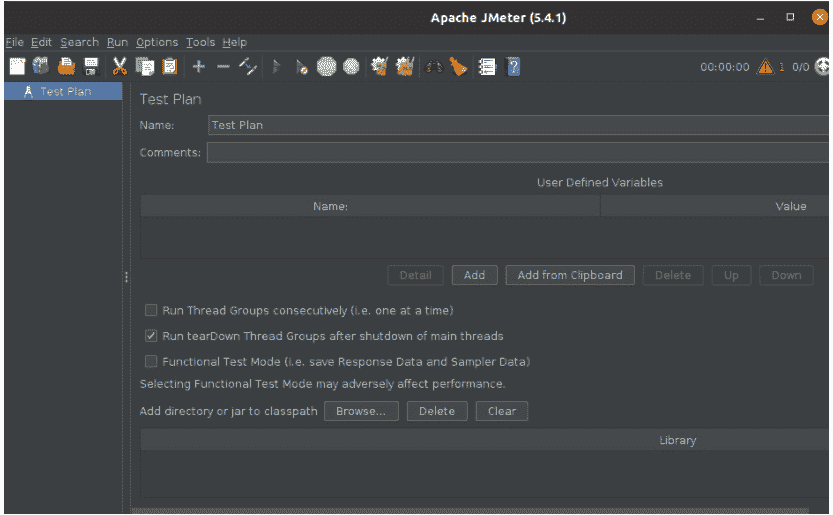 Apache JMeter (5.4.1)
File Edit Search Run Options Tools Help
00:00:00 1 0/0
Test Plan
Test Plan
Name: Test Plan
Comments:
User Defined Variables
Name: Value
Detail Add Add from Clipboard Delete Up Down
Run Thread Groups consecutively (i.e. one at a time)
Run tearDown Thread Groups after shutdown of main threads
Functional Test Mode (i.e. save Response Data and Sampler Data)
Selecting Functional Test Mode may adversely affect performance.
Add directory or jar to classpath Browse... Delete Clear
Library